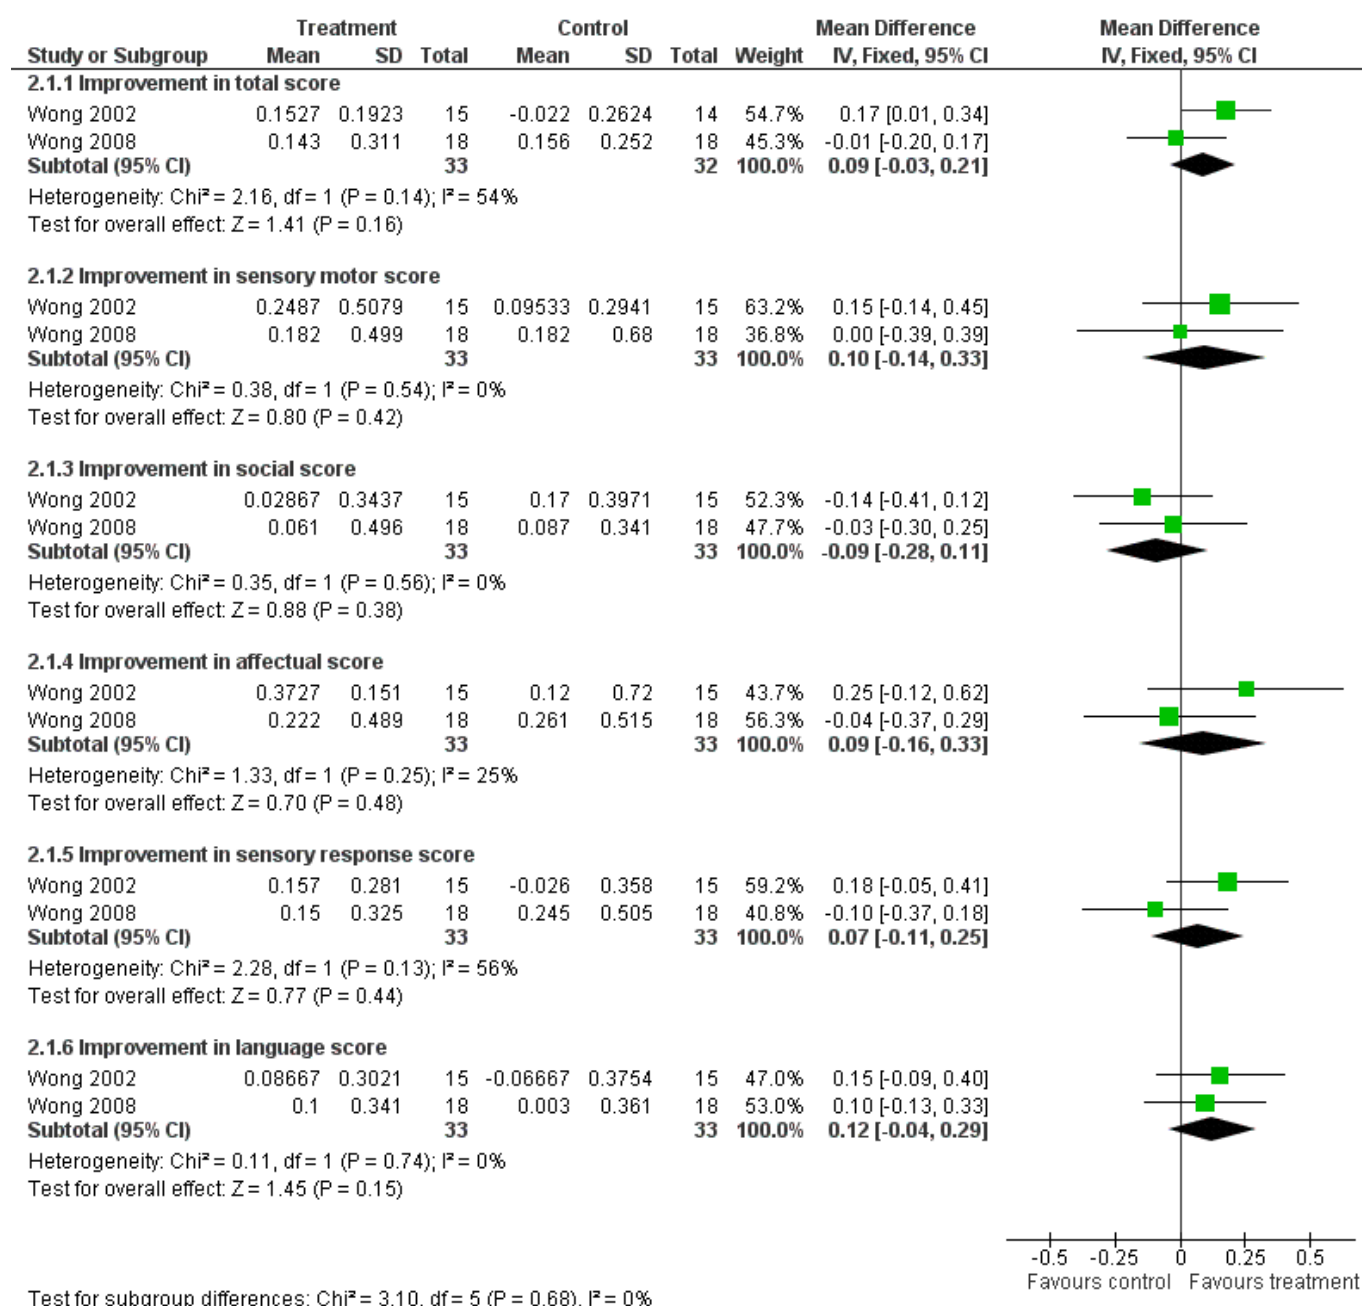 Treatment Control Mean Difference Mean Difference
Study or Subgroup Mean SD Total Mean SD Total Weight IV, Fixed, 95% CI IV, Fixed, 95% CI
2.1.1 Improvement in total score
Wong 2002 0.1527 0.1923 15 -0.022 0.2624 14 54.7% 0.17 [0.01, 0.34]
Wong 2008 0.143 0.311 18 0.156 0.252 18 45.3% -0.01 [-0.20, 0.17]
Subtotal (95% CI) 33 32 100.0% 0.09 [-0.03, 0.21]
Heterogeneity: Chi² = 2.16, df = 1 (P = 0.14); I² = 54%
Test for overall effect: Z = 1.41 (P = 0.16)
2.1.2 Improvement in sensory motor score
Wong 2002 0.2487 0.5079 15 0.09533 0.2941 15 63.2% 0.15 [-0.14, 0.45]
Wong 2008 0.182 0.499 18 0.182 0.68 18 36.8% 0.00 [-0.39, 0.39]
Subtotal (95% CI) 33 33 100.0% 0.10 [-0.14, 0.33]
Heterogeneity: Chi² = 0.38, df = 1 (P = 0.54); I² = 0%
Test for overall effect: Z = 0.80 (P = 0.42)
2.1.3 Improvement in social score
Wong 2002 0.02867 0.3437 15 0.17 0.3971 15 52.3% -0.14 [-0.41, 0.12]
Wong 2008 0.061 0.496 18 0.087 0.341 18 47.7% -0.03 [-0.30, 0.25]
Subtotal (95% CI) 33 33 100.0% -0.09 [-0.28, 0.11]
Heterogeneity: Chi² = 0.35, df = 1 (P = 0.56); I² = 0%
Test for overall effect: Z = 0.88 (P = 0.38)
2.1.4 Improvement in affectual score
Wong 2002 0.3727 0.151 15 0.12 0.72 15 43.7% 0.25 [-0.12, 0.62]
Wong 2008 0.222 0.489 18 0.261 0.515 18 56.3% -0.04 [-0.37, 0.29]
Subtotal (95% CI) 33 33 100.0% 0.09 [-0.16, 0.33]
Heterogeneity: Chi² = 1.33, df = 1 (P = 0.25); I² = 25%
Test for overall effect: Z = 0.70 (P = 0.48)
2.1.5 Improvement in sensory response score
Wong 2002 0.157 0.281 15 -0.026 0.358 15 59.2% 0.18 [-0.05, 0.41]
Wong 2008 0.15 0.325 18 0.245 0.505 18 40.8% -0.10 [-0.37, 0.18]
Subtotal (95% CI) 33 33 100.0% 0.07 [-0.11, 0.25]
Heterogeneity: Chi² = 2.28, df = 1 (P = 0.13); I² = 56%
Test for overall effect: Z = 0.77 (P = 0.44)
2.1.6 Improvement in language score
Wong 2002 0.08667 0.3021 15 -0.06667 0.3754 15 47.0% 0.15 [-0.09, 0.40]
Wong 2008 0.1 0.341 18 0.003 0.361 18 53.0% 0.10 [-0.13, 0.33]
Subtotal (95% CI) 33 33 100.0% 0.12 [-0.04, 0.29]
Heterogeneity: Chi² = 0.11, df = 1 (P = 0.74); I² = 0%
Test for overall effect: Z = 1.45 (P = 0.15)
-0.5 -0.25 0 0.25 0.5
Favours control Favours treatment
Test for subgroup differences: Chi² = 3.10, df = 5 (P = 0.68), I² = 0%